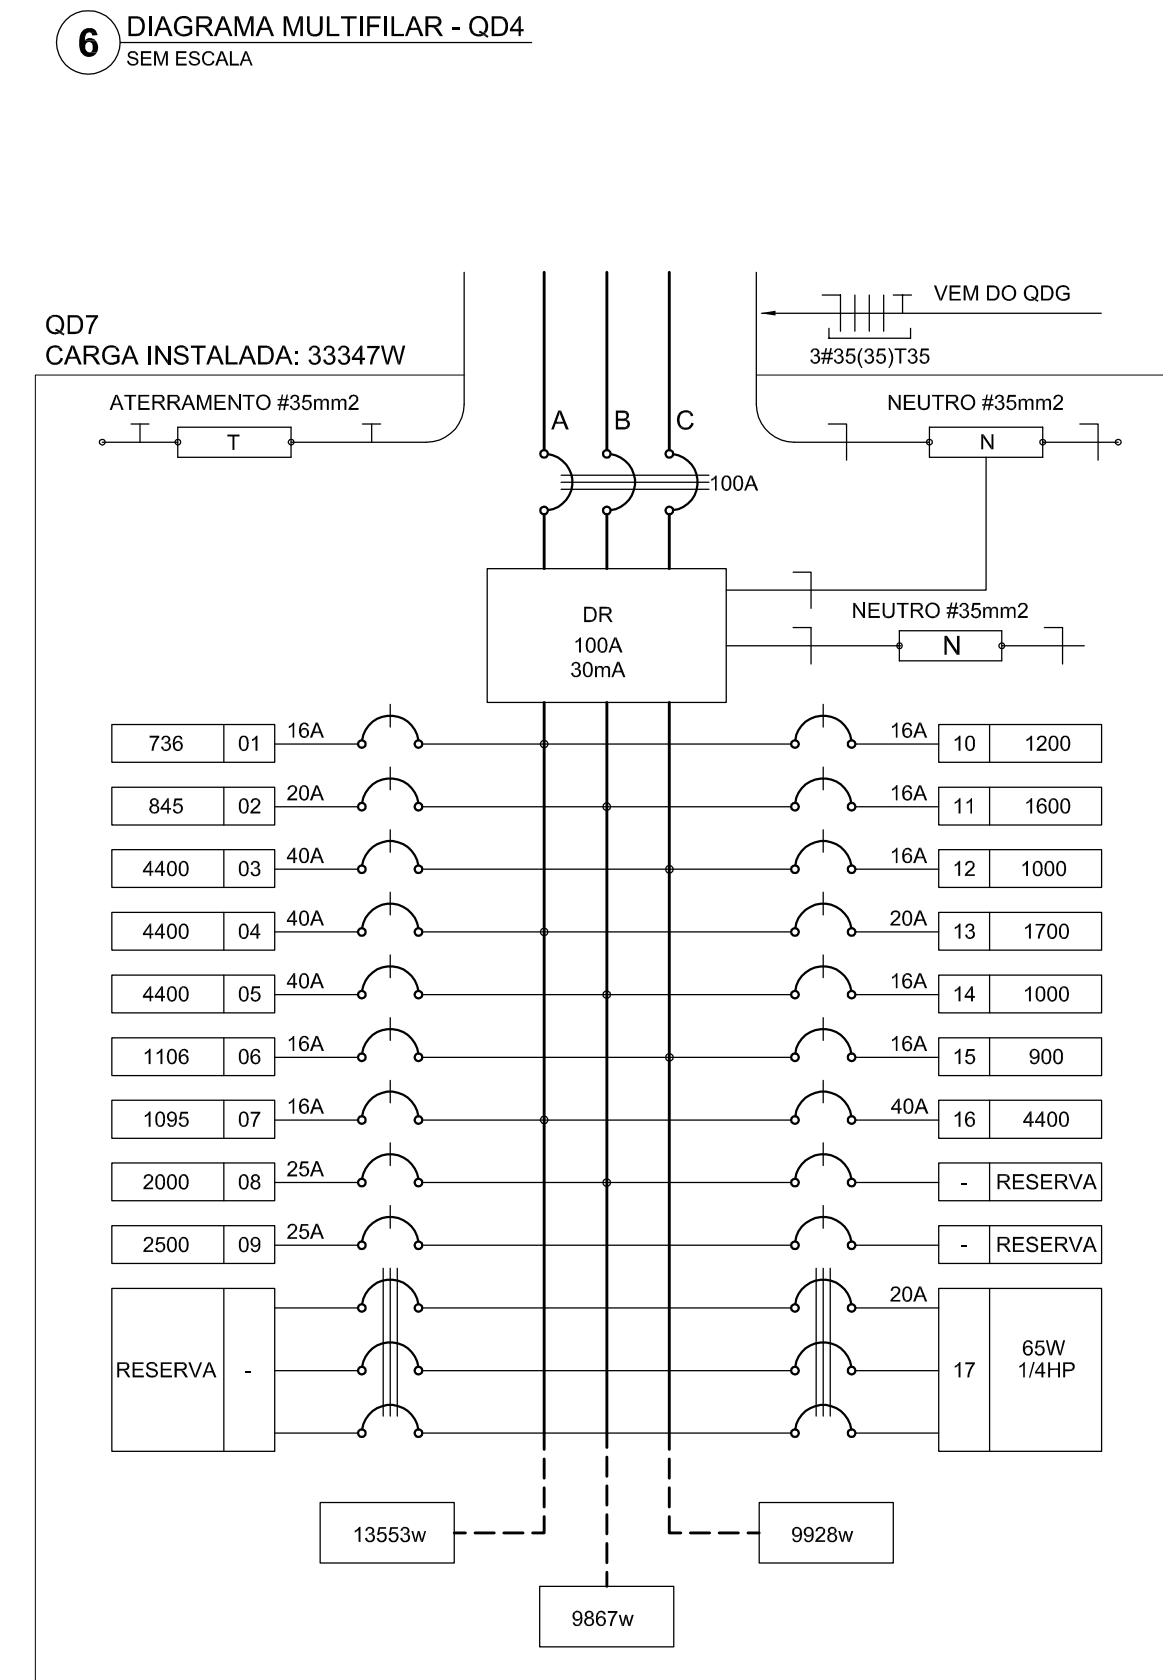 6
DIAGRAMA MULTIFILAR - QD4
SEM ESCALA
QD7
CARGA INSTALADA: 33347W
VEM DO QDG
3#35(35)T35
ATERRAMENTO #35mm2
T
A
B
C
100A
NEUTRO #35mm2
N
DR
100A
30mA
NEUTRO #35mm2
N
736 01 16A
16A 10 1200
845 02 20A
16A 11 1600
4400 03 40A
16A 12 1000
4400 04 40A
20A 13 1700
4400 05 40A
16A 14 1000
1106 06 16A
16A 15 900
1095 07 16A
40A 16 4400
2000 08 25A
- RESERVA
2500 09 25A
- RESERVA
RESERVA -
20A
17
65W
1/4HP
13553w
9928w
9867w